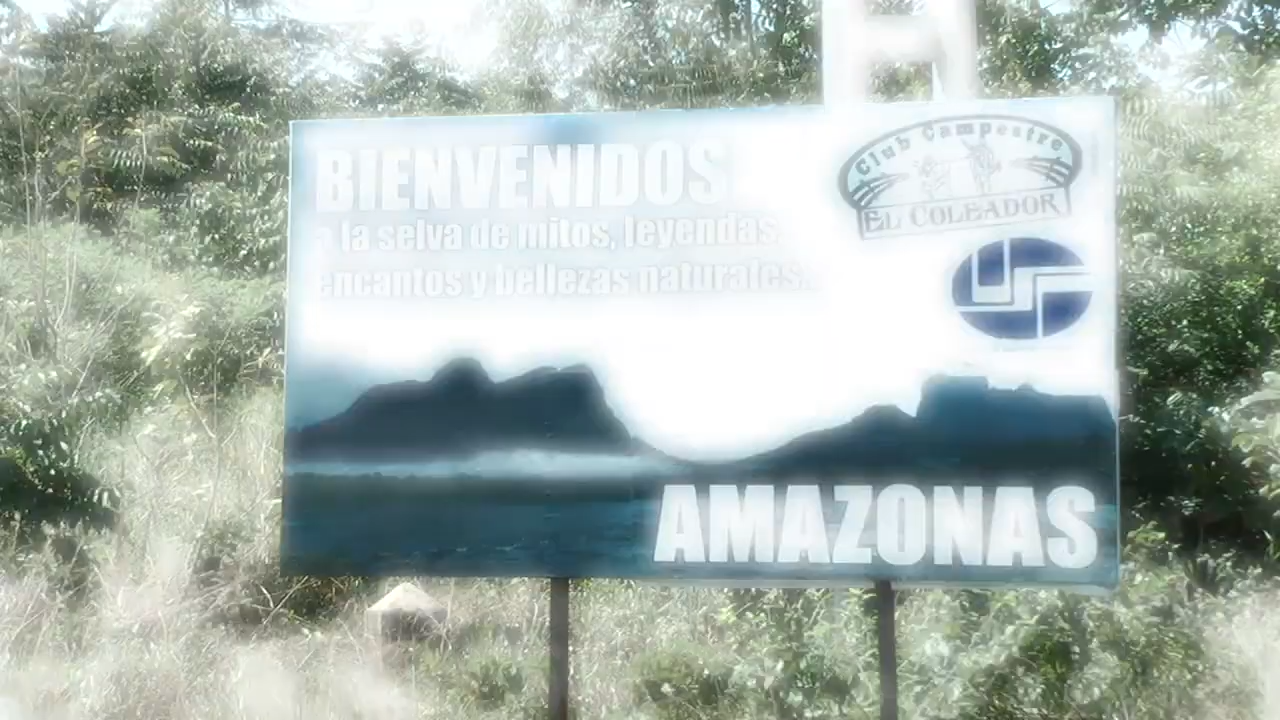 BIENVENIDOS
a la selva de mitos, leyendas,
encantos y bellezas naturales...
Club Campestre
EL COLEADOR
AMAZONAS